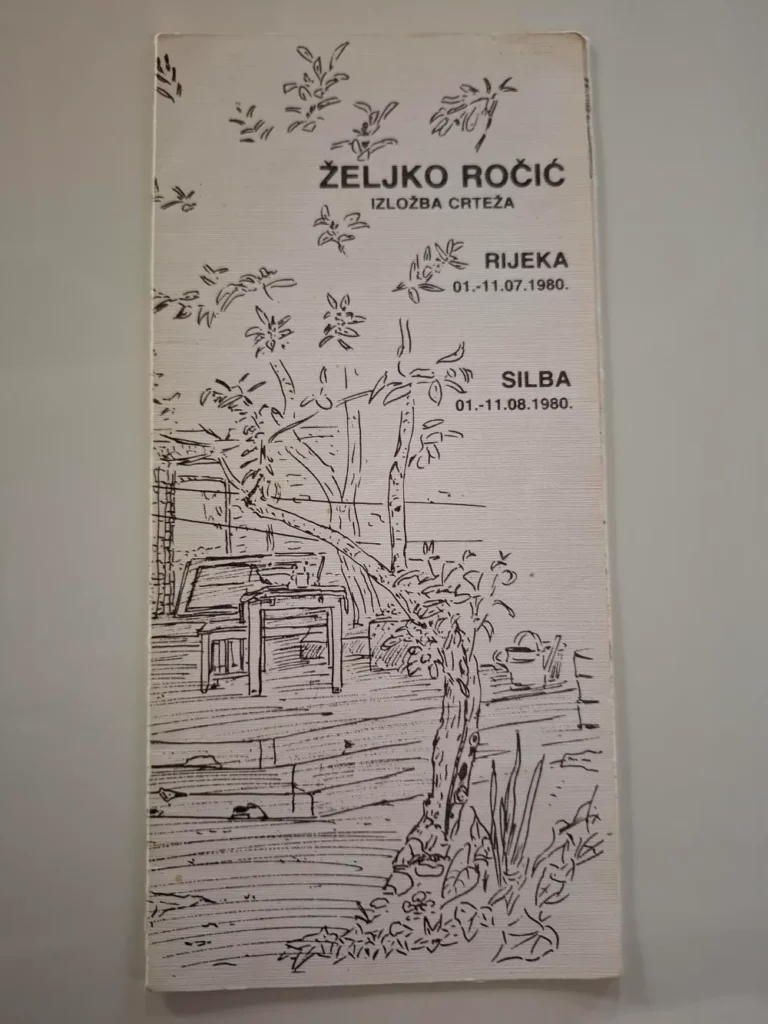 ŽELJKO ROČIĆ
IZLOŽBA CRTEŽA
RIJEKA
01.-11.07.1980.
SILBA
01.-11.08.1980.